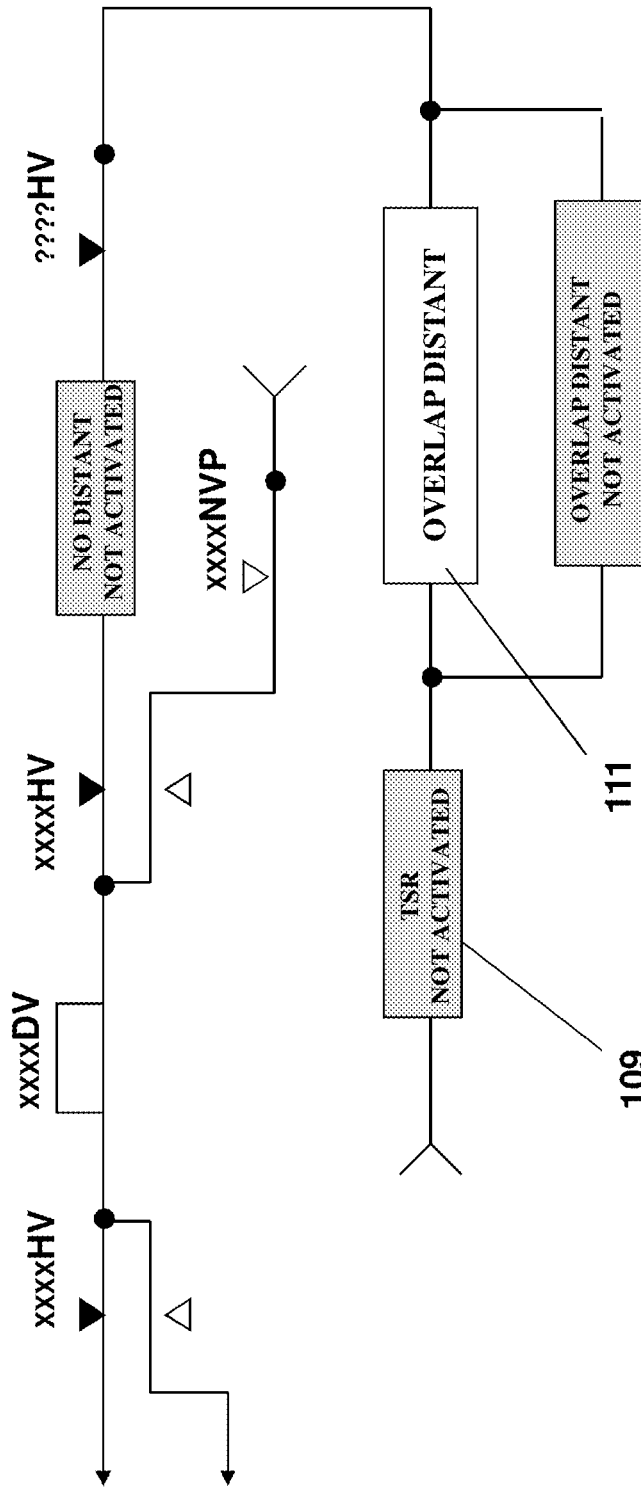 xxxxHV
xxxxDV
xxxxHV
NO DISTANT
NOT ACTIVATED
????HV
xxxxNVP
TSR
NOT ACTIVATED
OVERLAP DISTANT
OVERLAP DISTANT
NOT ACTIVATED
109
111